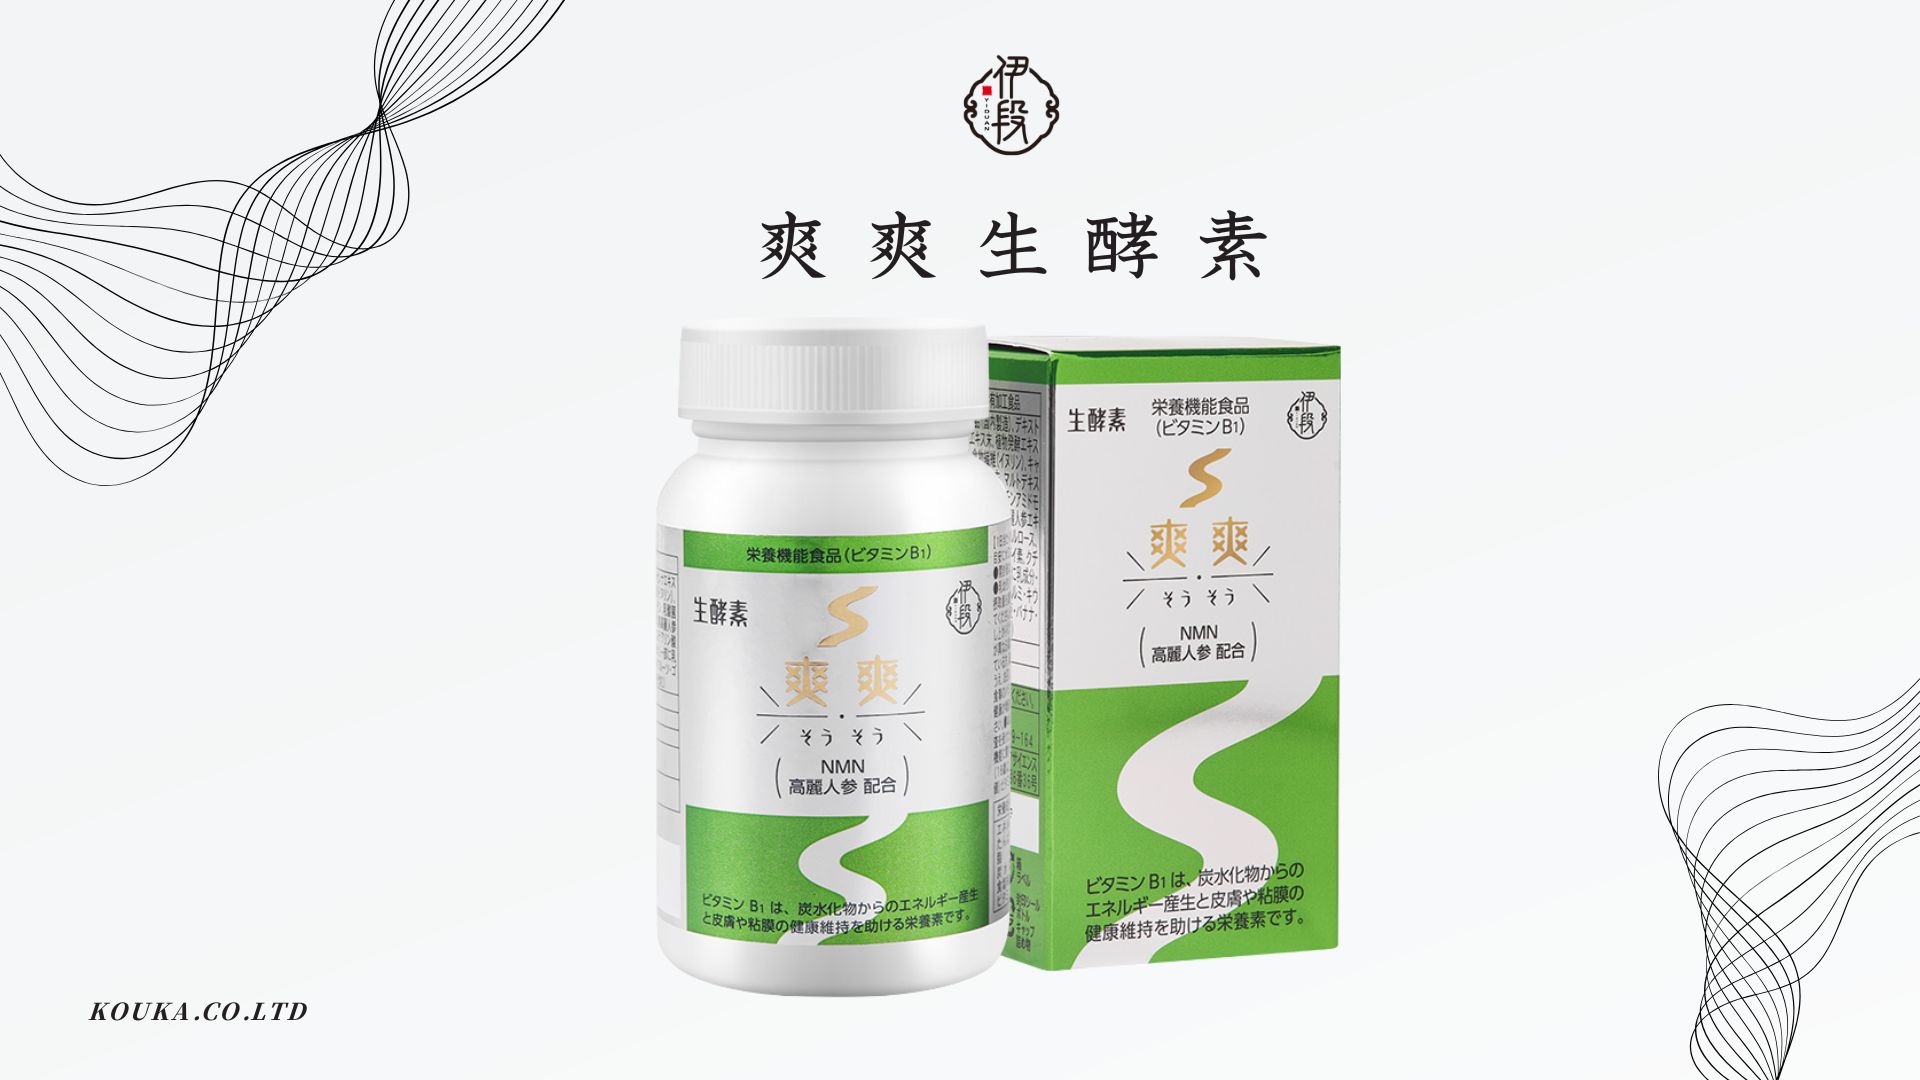 伊段
YIDUAN
爽爽生酵素
栄養機能食品(ビタミンB1)
生酵素
伊段
爽爽
そうそう
NMN
高麗人参 配合
ビタミン B1 は、炭水化物からのエネルギー産生
と皮膚や粘膜の健康維持を助ける栄養素です。
生酵素
栄養機能食品
(ビタミンB1)
伊段
爽爽
そうそう
NMN
高麗人参 配合
ビタミン B1 は、炭水化物からの
エネルギー産生と皮膚や粘膜の
健康維持を助ける栄養素です。
KOUKA.CO.LTD